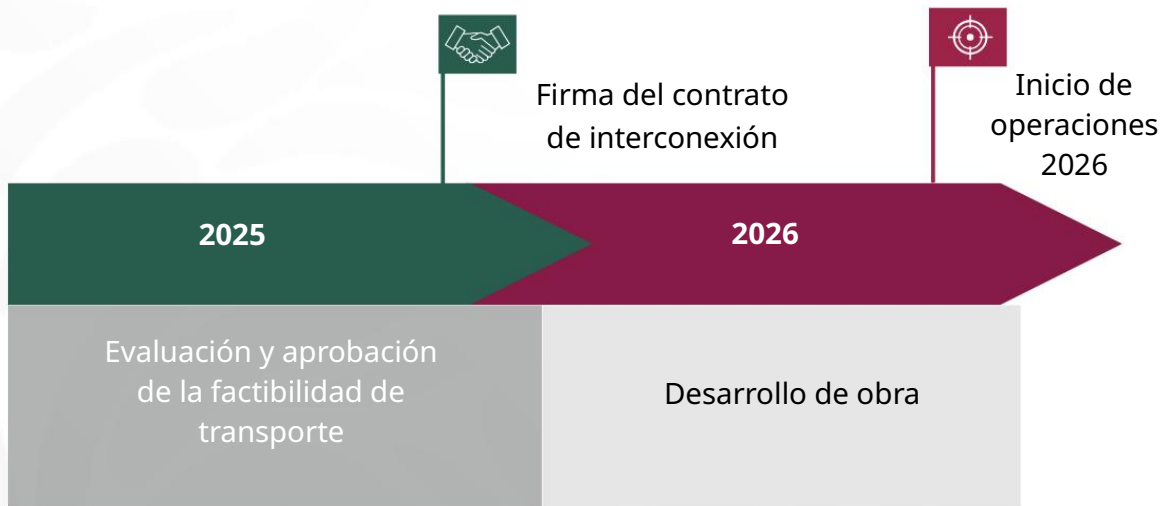 Firma del contrato
de interconexión
Inicio de
operaciones
2026
2025
2026
Evaluación y aprobación
de la factibilidad de
transporte
Desarrollo de obra